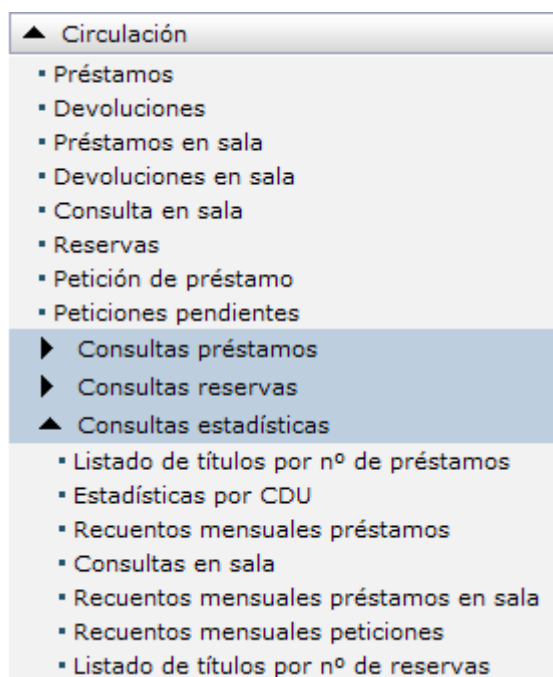 Circulación
Préstamos
Devoluciones
Préstamos en sala
Devoluciones en sala
Consulta en sala
Reservas
Petición de préstamo
Peticiones pendientes
Consultas préstamos
Consultas reservas
Consultas estadísticas
Listado de títulos por nº de préstamos
Estadísticas por CDU
Recuentos mensuales préstamos
Consultas en sala
Recuentos mensuales préstamos en sala
Recuentos mensuales peticiones
Listado de títulos por nº de reservas